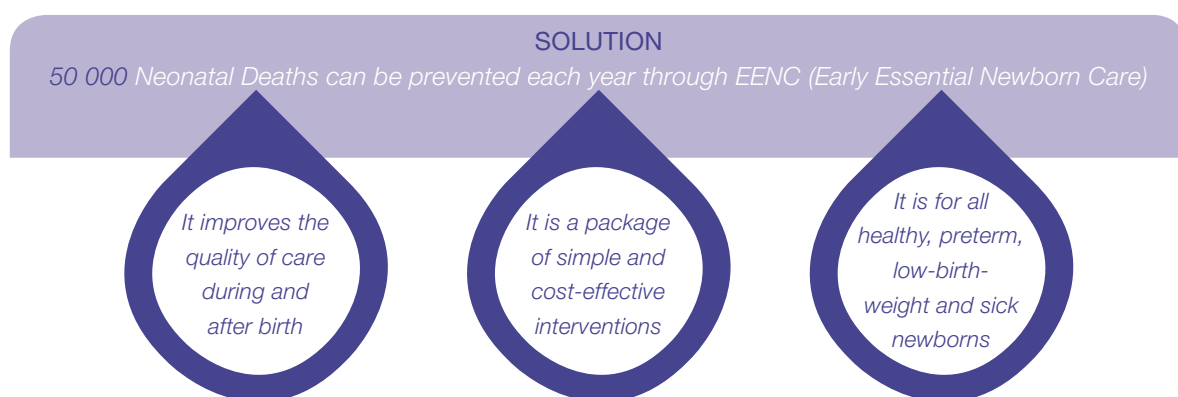 SOLUTION
50 000 Neonatal Deaths can be prevented each year through EENC (Early Essential Newborn Care)
It improves the
quality of care
during and
after birth
It is a package
of simple and
cost-effective
interventions
It is for all
healthy, preterm,
low-birth-
weight and sick
newborns